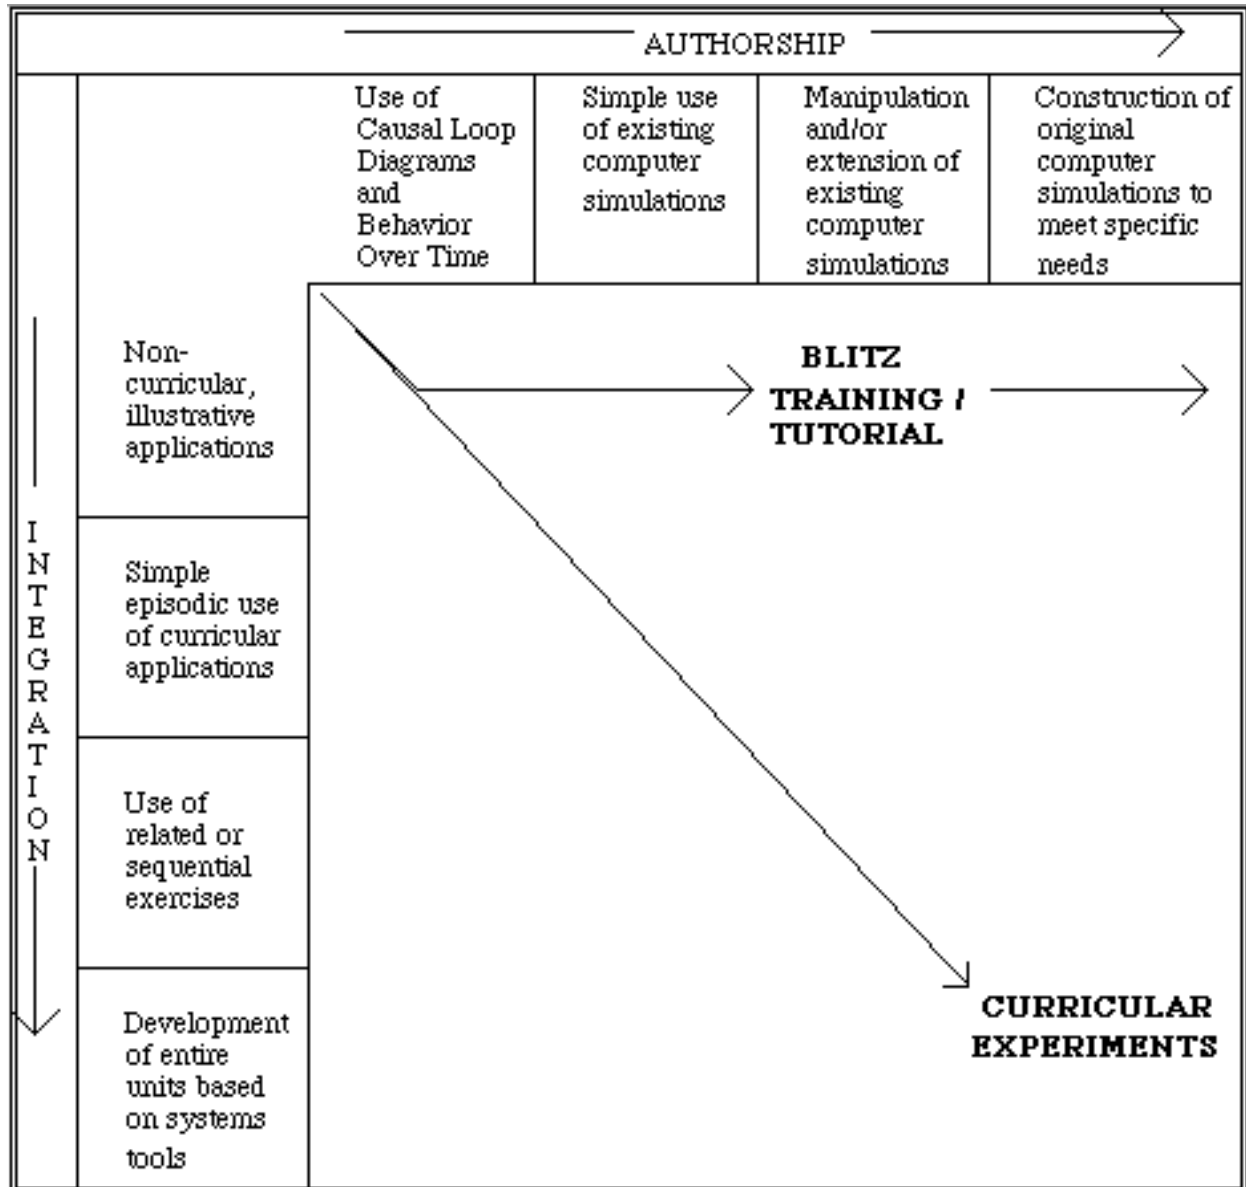 AUTHORSHIP
Use of
Causal Loop
Diagrams
and
Behavior
Over Time
Simple use
of existing
computer
simulations
Manipulation
and/or
extension of
existing
computer
simulations
Construction of
original
computer
simulations to
meet specific
needs
INTEGRATION
Non-
curricular,
illustrative
applications
Simple
episodic use
of curricular
applications
Use of
related or
sequential
exercises
Development
of entire
units based
on systems
tools
BLITZ
TRAINING /
TUTORIAL
CURRICULAR
EXPERIMENTS